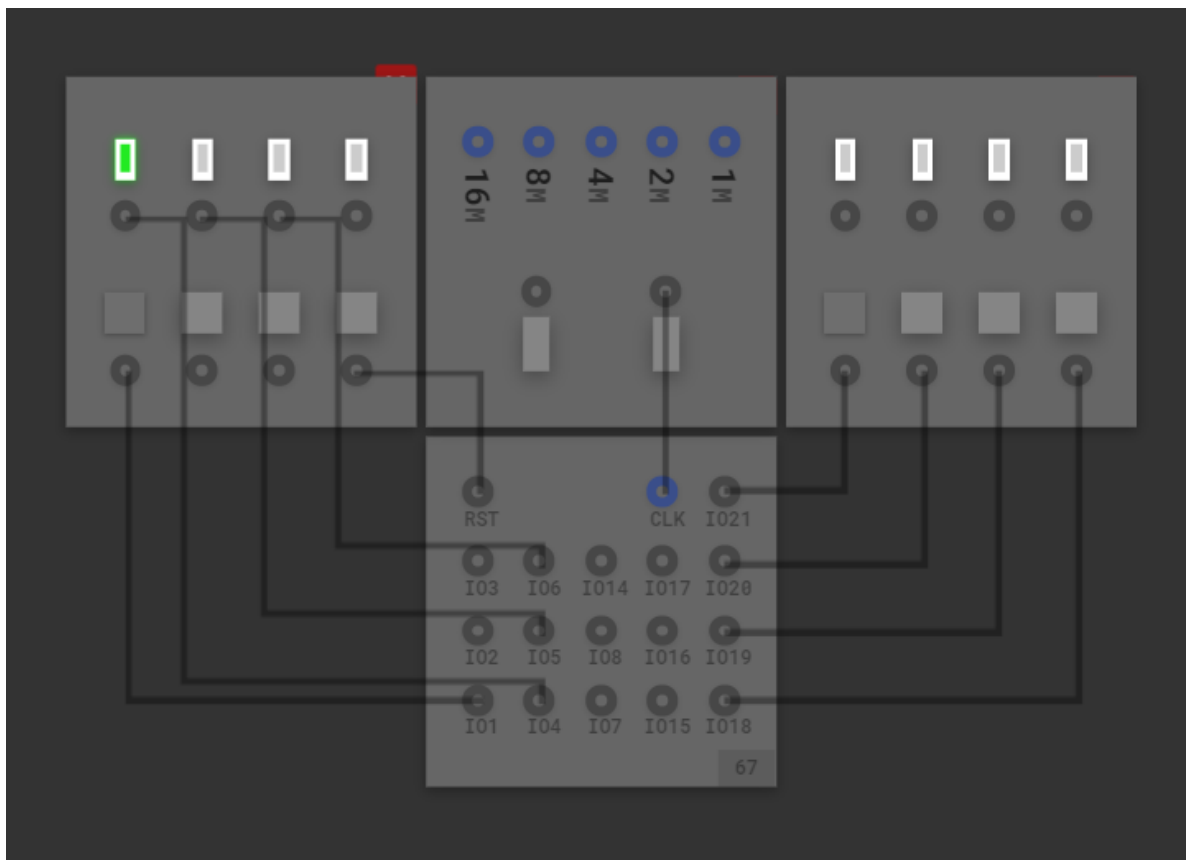 16M 8M 4M 2M 1M
RST CLK IO21
IO3 IO6 IO14 IO17 IO20
IO2 IO5 IO8 IO16 IO19
IO1 IO4 IO7 IO15 IO18
67